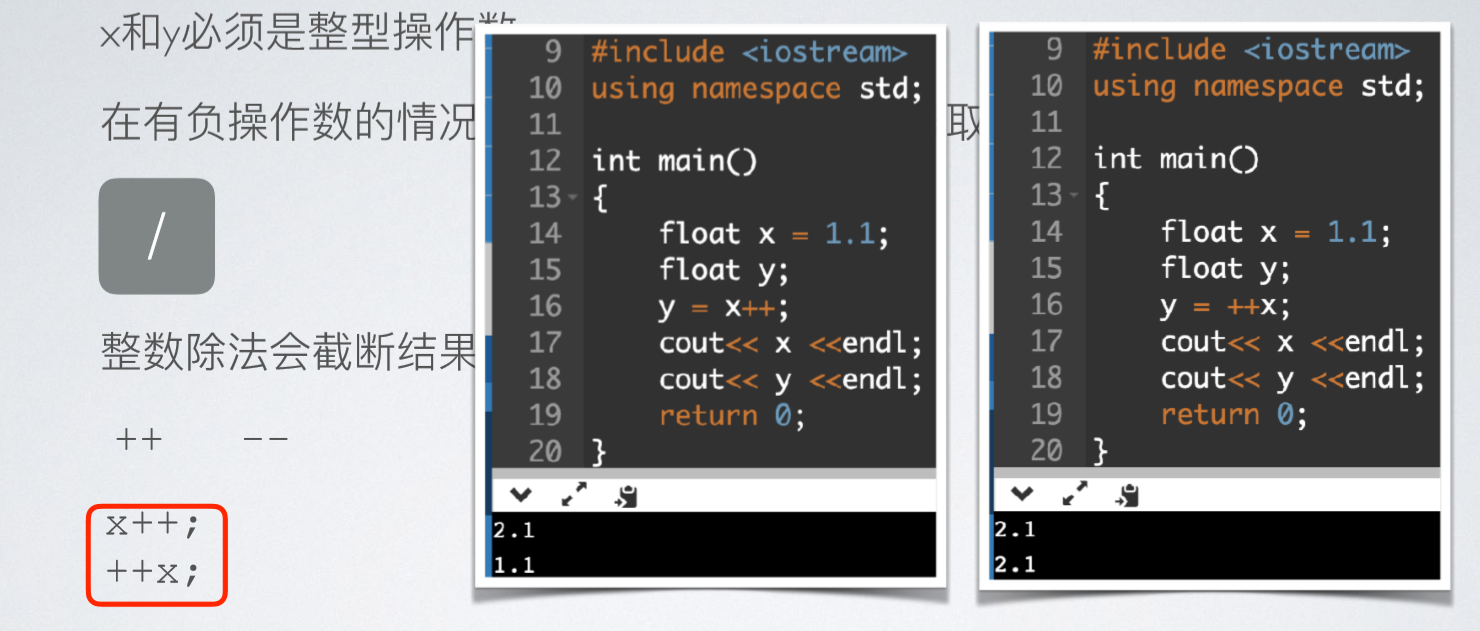 x和y必须是整型操作
在有负操作数的情况
取
/
整数除法会截断结果
++ --
x++;
++x;
9 #include <iostream>
10 using namespace std;
11
12 int main()
13 {
14 float x = 1.1;
15 float y;
16 y = x++;
17 cout<< x <<endl;
18 cout<< y <<endl;
19 return 0;
20 }
2.1
1.1
9 #include <iostream>
10 using namespace std;
11
12 int main()
13 {
14 float x = 1.1;
15 float y;
16 y = ++x;
17 cout<< x <<endl;
18 cout<< y <<endl;
19 return 0;
20 }
2.1
2.1